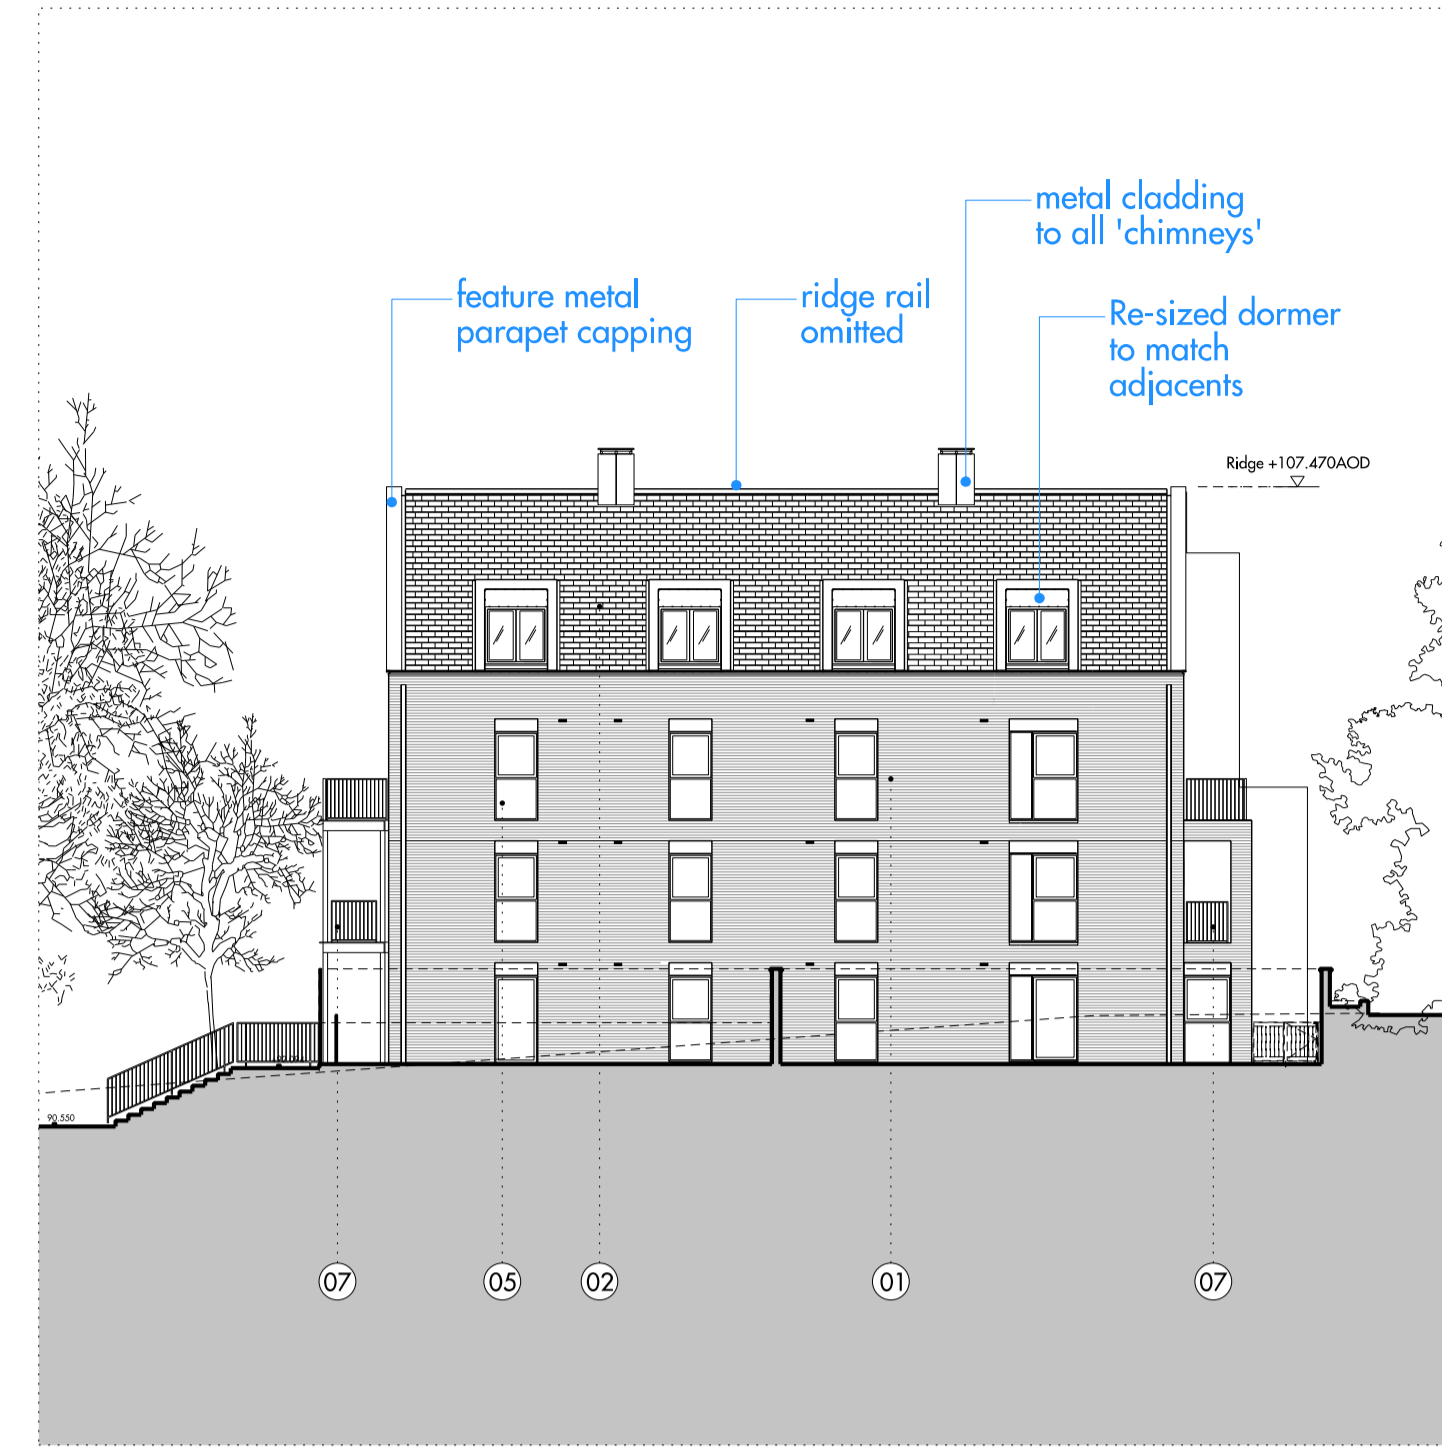 metal cladding
to all 'chimneys'
feature metal
parapet capping
ridge rail
omitted
Re-sized dormer
to match
adjacents
Ridge +107.470AOD
90.550
07
05
02
01
07